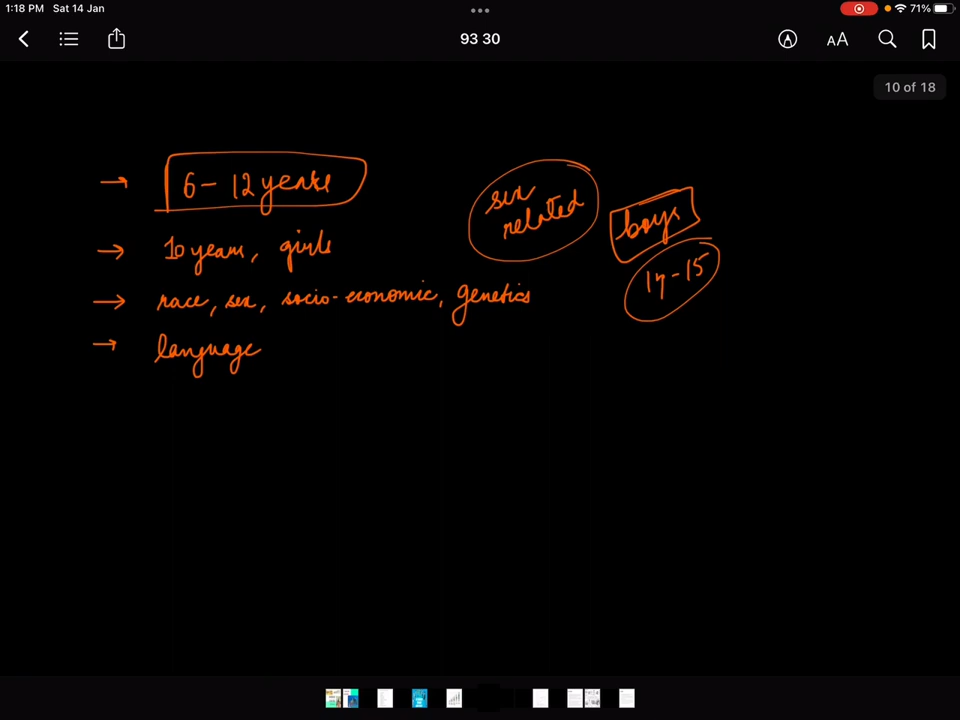 1:18 PM Sat 14 Jan
71%
93 30
AA
10 of 18
→ 6 - 12 years
→ 10 years, girls
→ race, sex, socio-economic, genetics
→ language
sex
related
boys
14-15